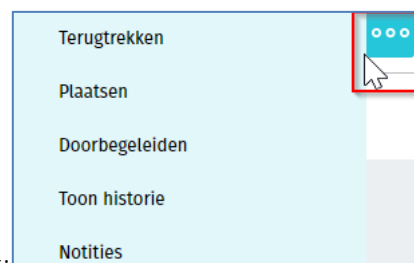 Terugtrekken
Plaatsen
Doorbegeleiden
Toon historie
Notities